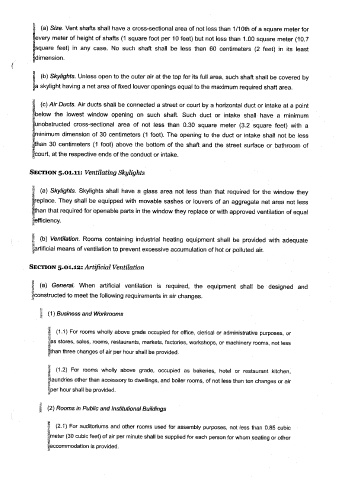 (a) Size. Vent shafts shall have a cross-sectional area of not less than 1/10th of a square meter for
every meter of height of shafts (1 square foot per 10 feet) but not less than 1.00 square meter (10.7
square feet) in any case. No such shaft shall be less than 60 centimeters (2 feet) in its least
dimension.
(b) Skylights. Unless open to the outer air at the top for its full area, such shaft shall be covered by
a skylight having a net area of fixed louver openings equal to the maximum required shaft area.
(c) Air Ducts. Air ducts shall be connected a street or court by a horizontal duct or intake at a point
below the lowest window opening on such shaft. Such duct or intake shall have a minimum
unobstructed cross-sectional area of not less than 0.30 square meter (3.2 square feet) with a
minimum dimension of 30 centimeters (1 foot). The opening to the duct or intake shall not be less
than 30 centimeters (1 foot) above the bottom of the shaft and the street surface or bathroom of
court, at the respective ends of the conduct or intake.
SECTION 5.01.11: Ventilating Skylights
(a) Skylights. Skylights shall have a glass area not less than that required for the window they
replace. They shall be equipped with movable sashes or louvers of an aggregate net area not less
than that required for openable parts in the window they replace or with approved ventilation of equal
efficiency.
(b) Ventilation. Rooms containing industrial heating equipment shall be provided with adequate
artificial means of ventilation to prevent excessive accumulation of hot or polluted air.
SECTION 5.01.12: Artificial Ventilation
(a) General. When artificial ventilation is required, the equipment shall be designed and
constructed to meet the following requirements in air changes.
(1) Business and Workrooms
(1.1) For rooms wholly above grade occupied for office, clerical or administrative purposes, or
as stores, sales, rooms, restaurants, markets, factories, workshops, or machinery rooms, not less
than three changes of air per hour shall be provided.
(1.2) For rooms wholly above grade, occupied as bakeries, hotel or restaurant kitchen,
laundries other than accessory to dwellings, and boiler rooms, of not less than ten changes or air
per hour shall be provided.
(2) Rooms in Public and Institutional Buildings
(2.1) For auditoriums and other rooms used for assembly purposes, not less than 0.85 cubic
meter (30 cubic feet) of air per minute shall be supplied for each person for whom seating or other
accommodation is provided.